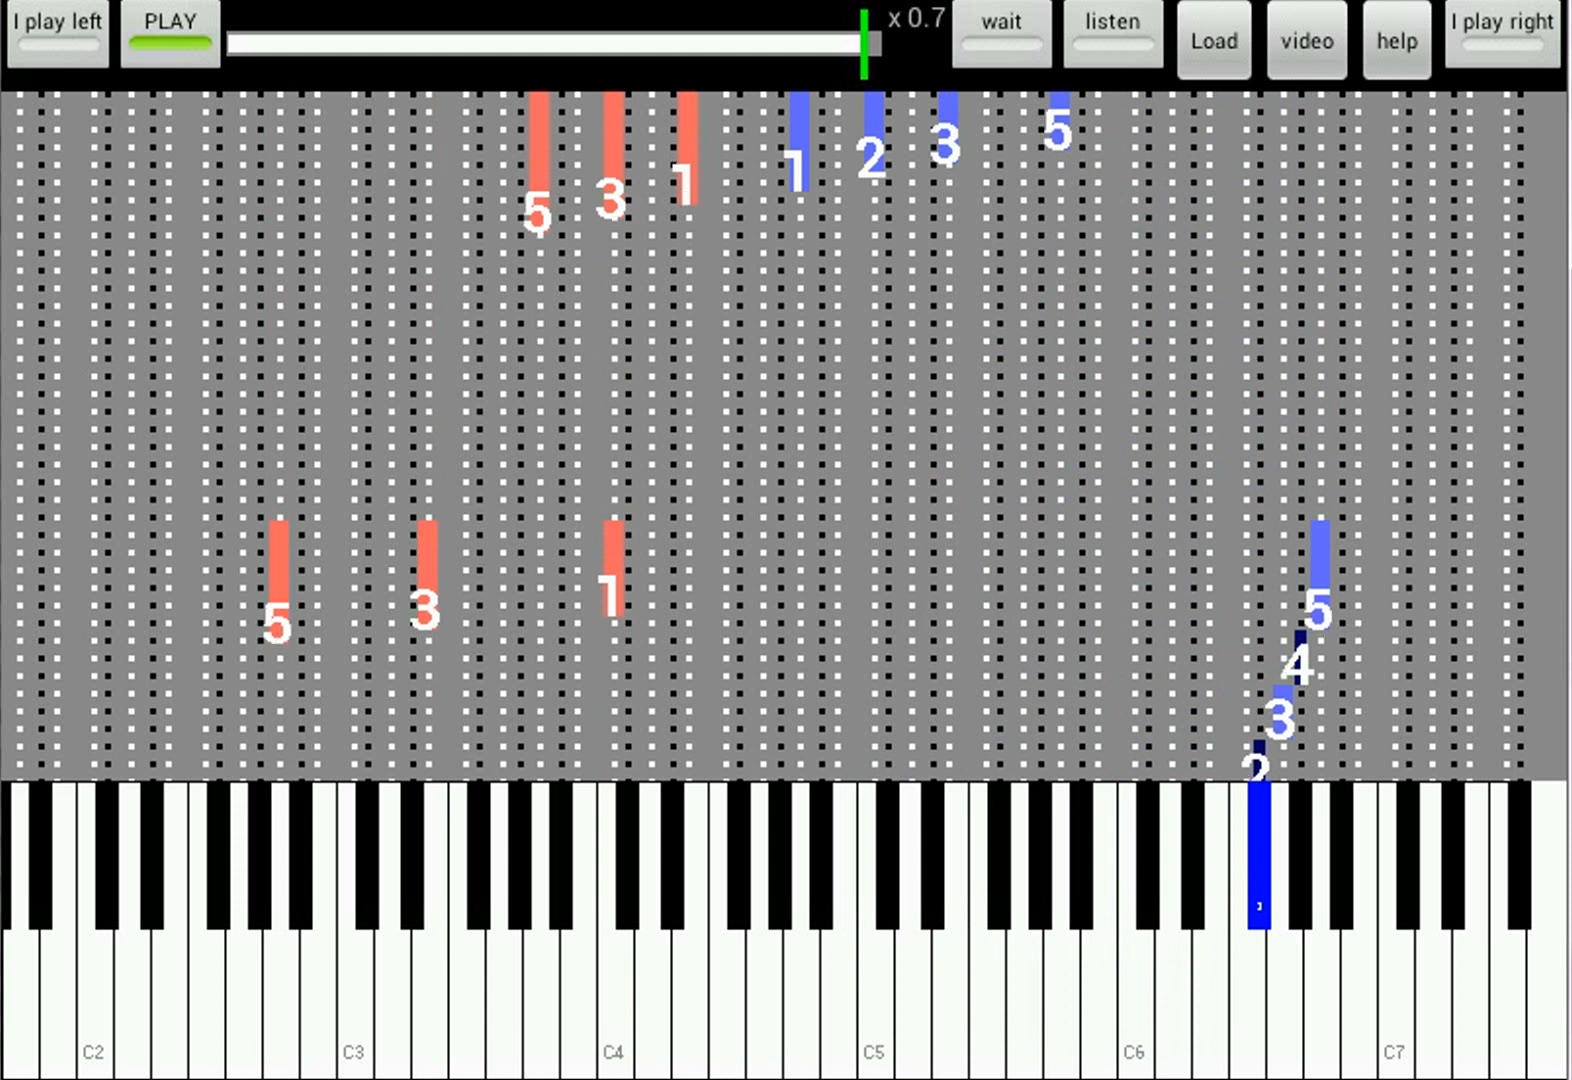 I play left PLAY x 0.7 wait listen Load video help I play right
5 3 1 1 2 3 5
5 3 1 5
4
3
2
C2 C3 C4 C5 C6 C7